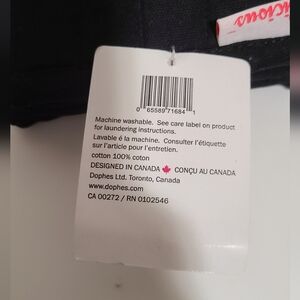 icious
0 65589 71684 1
Machine washable. See care label on product
for laundering instructions.
Lavable é la machine. Consulter l'étiquette
sur l'article pour l'entretien.
cotton 100% coton
DESIGNED IN CANADA CONÇU AU CANADA
Dophes Ltd. Toronto, Canada
www.dophes.com
CA 00272 / RN 0102546